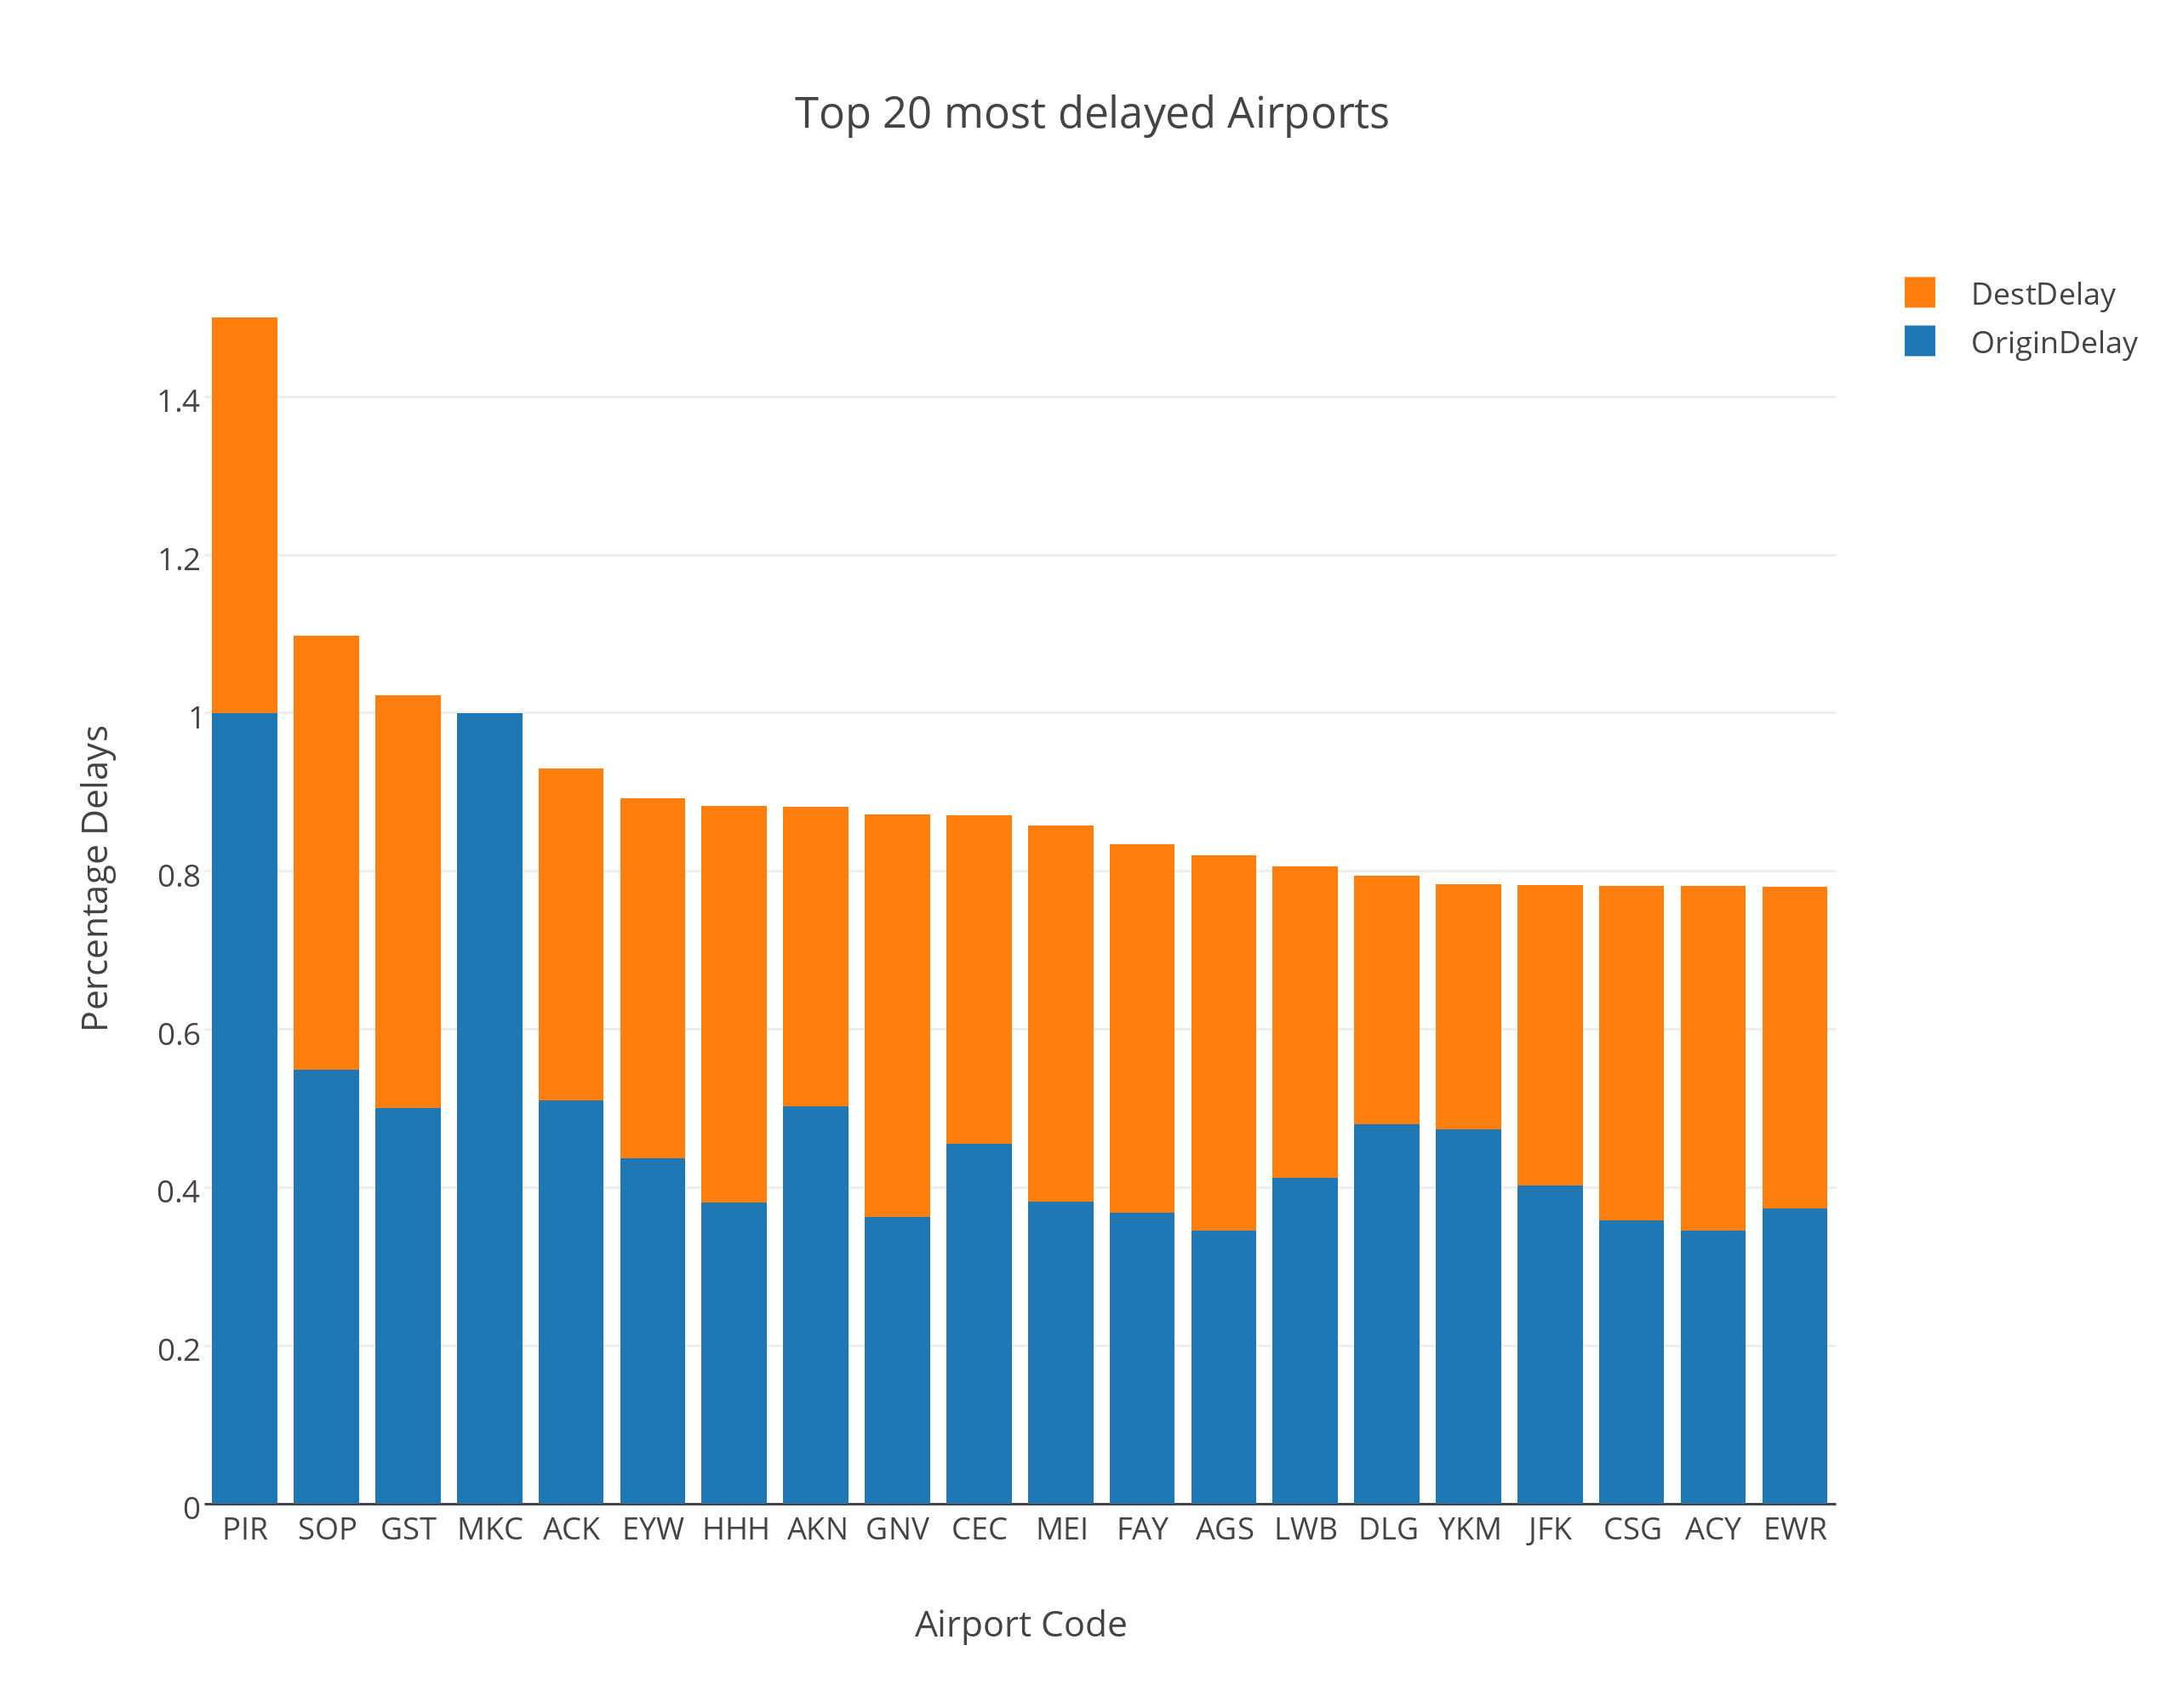 Top 20 most delayed Airports
DestDelay
OriginDelay
1.4
1.2
1
0.8
0.6
0.4
0.2
0
Percentage Delays
PIR SOP GST MKC ACK EYW HHH AKN GNV CEC MEI FAY AGS LWB DLG YKM JFK CSG ACY EWR
Airport Code